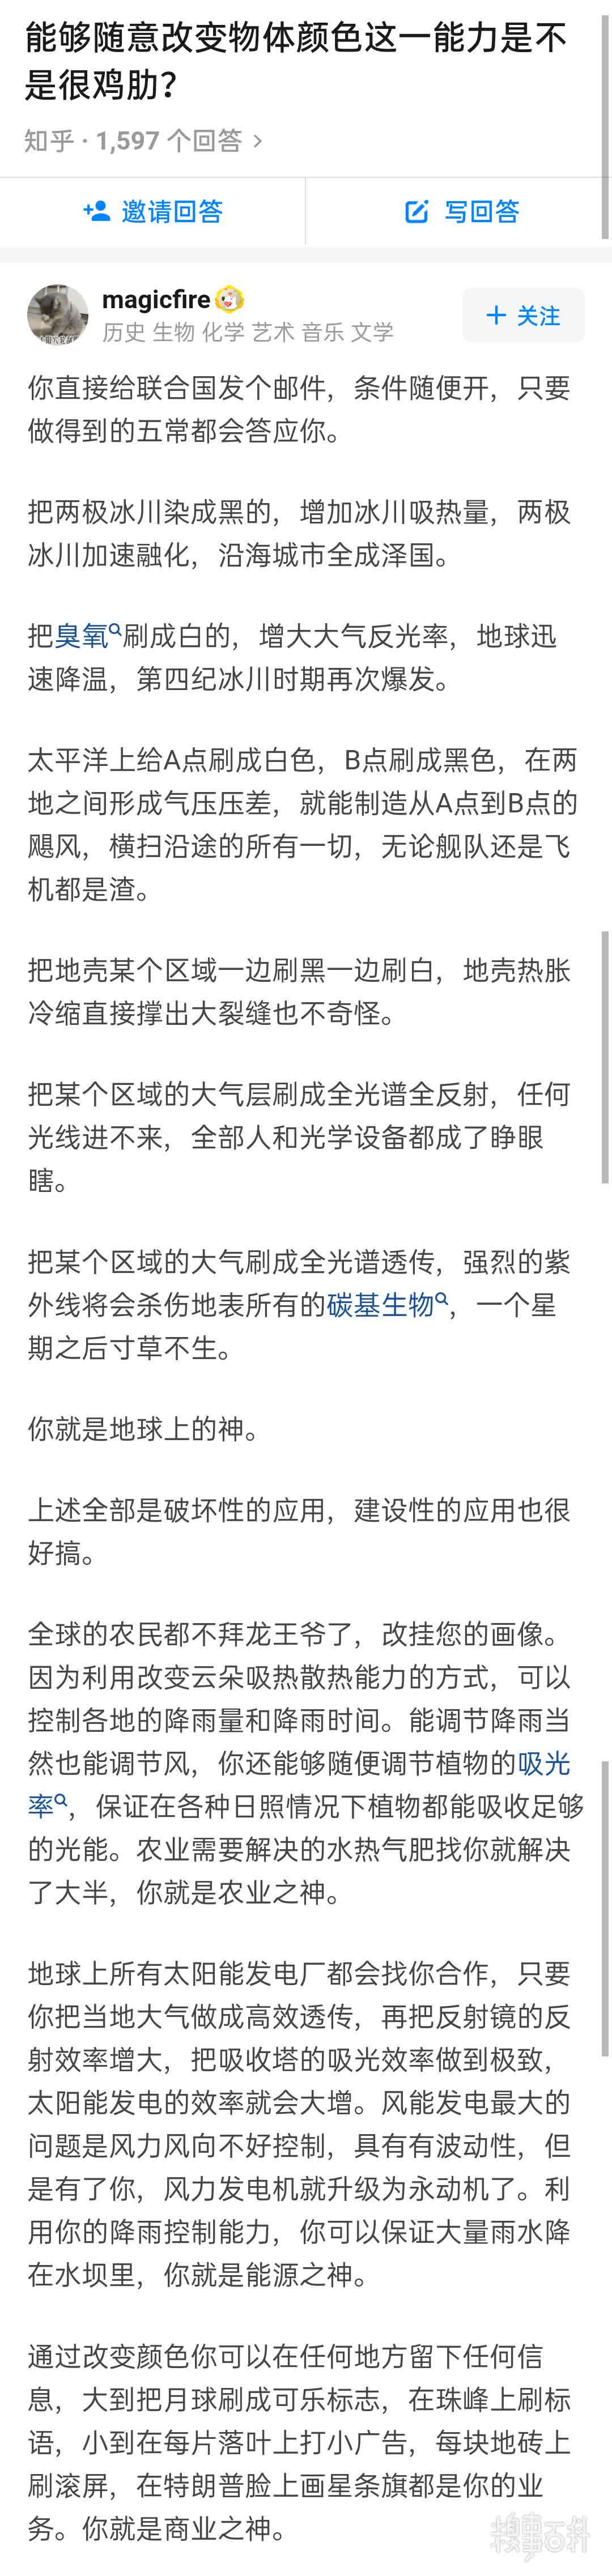 能够随意改变物体颜色这一能力是不
是很鸡肋？
知乎 · 1,597 个回答 >
邀请回答
写回答
magicfire
历史 生物 化学 艺术 音乐 文学
+ 关注
你直接给联合国发个邮件，条件随便开，只要
做得到的五常都会答应你。
把两极冰川染成黑的，增加冰川吸热量，两极
冰川加速融化，沿海城市全成泽国。
把臭氧刷成白的，增大大气反光率，地球迅
速降温，第四纪冰川时期再次爆发。
太平洋上给A点刷成白色，B点刷成黑色，在两
地之间形成气压压差，就能制造从A点到B点的
飓风，横扫沿途的所有一切，无论舰队还是飞
机都是渣。
把地壳某个区域一边刷黑一边刷白，地壳热胀
冷缩直接撑出大裂缝也不奇怪。
把某个区域的大气层刷成全光谱全反射，任何
光线进不来，全部人和光学设备都成了睁眼
瞎。
把某个区域的大气刷成全光谱透传，强烈的紫
外线将会杀伤地表所有的碳基生物，一个星
期之后寸草不生。
你就是地球上的神。
上述全部是破坏性的应用，建设性的应用也很
好搞。
全球的农民都不拜龙王爷了，改挂您的画像。
因为利用改变云朵吸热散热能力的方式，可以
控制各地的降雨量和降雨时间。能调节降雨当
然也能调节风，你还能够随便调节植物的吸光
率，保证在各种日照情况下植物都能吸收足够
的光能。农业需要解决的水热气肥找你就解决
了大半，你就是农业之神。
地球上所有太阳能发电厂都会找你合作，只要
你把当地大气做成高效透传，再把反射镜的反
射效率增大，把吸收塔的吸光效率做到极致，
太阳能发电的效率就会大增。风能发电最大的
问题是风力风向不好控制，具有有波动性，但
是有了你，风力发电机就升级为永动机了。利
用你的降雨控制能力，你可以保证大量雨水降
在水坝里，你就是能源之神。
通过改变颜色你可以在任何地方留下任何信
息，大到把月球刷成可乐标志，在珠峰上刷标
语，小到在每片落叶上打小广告，每块地砖上
刷滚屏，在特朗普脸上画星条旗都是你的业
务。你就是商业之神。
糗事百科